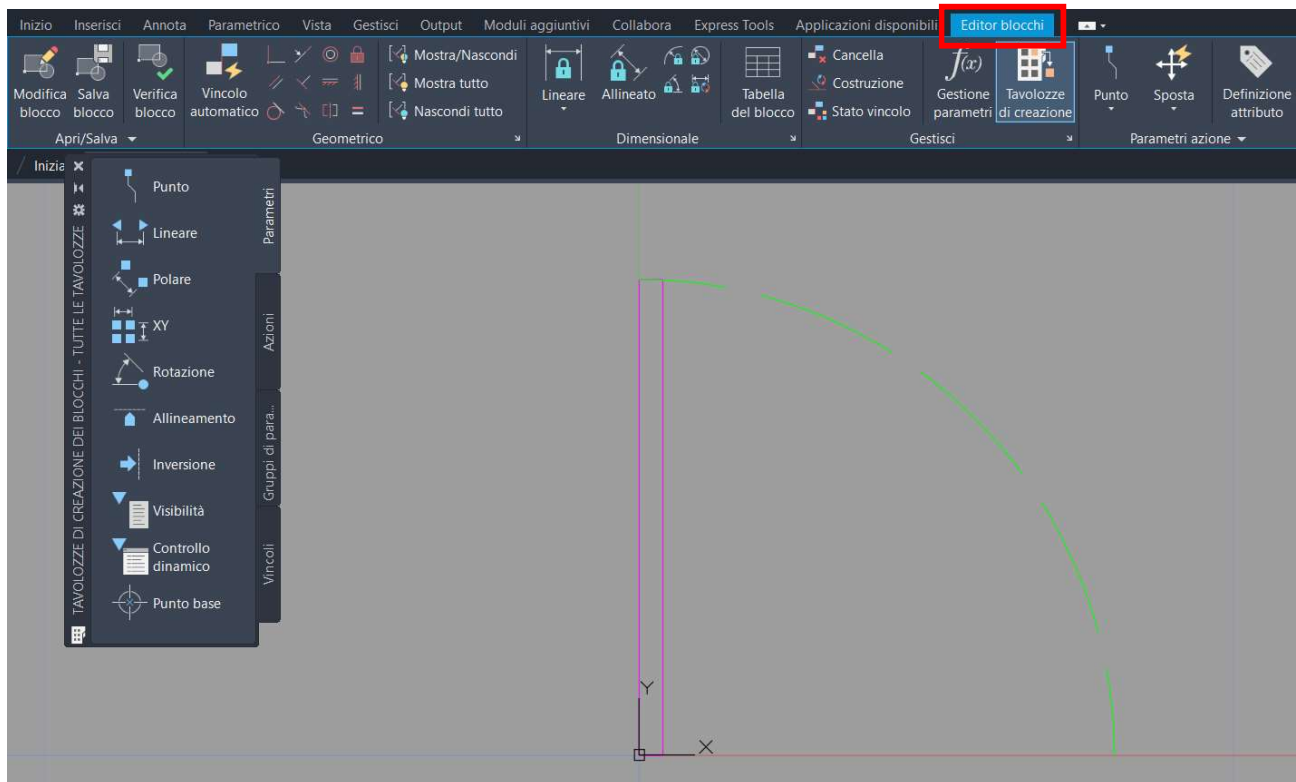 Inizio Inserisci Annota Parametrico Vista Gestisci Output Moduli aggiuntivi Collabora Express Tools Applicazioni disponibili Editor blocchi
Modifica blocco
Salva blocco
Verifica blocco
Vincolo automatico
Mostra/Nascondi
Mostra tutto
Nascondi tutto
Lineare
Allineato
Tabella del blocco
Cancella
Costruzione
Stato vincolo
f(x)
Gestione parametri
Tavolozze di creazione
Punto
Sposta
Definizione attributo
Apri/Salva Geometrico Dimensionale Gestisci Parametri azione
Inizia
TAVOLOZZE DI CREAZIONE DEI BLOCCHI - TUTTE LE TAVOLOZZE
Punto
Lineare
Polare
XY
Rotazione
Allineamento
Inversione
Visibilità
Controllo
dinamico
Punto base
Parametri
Azioni
Gruppi di para...
Vincoli
Y
X